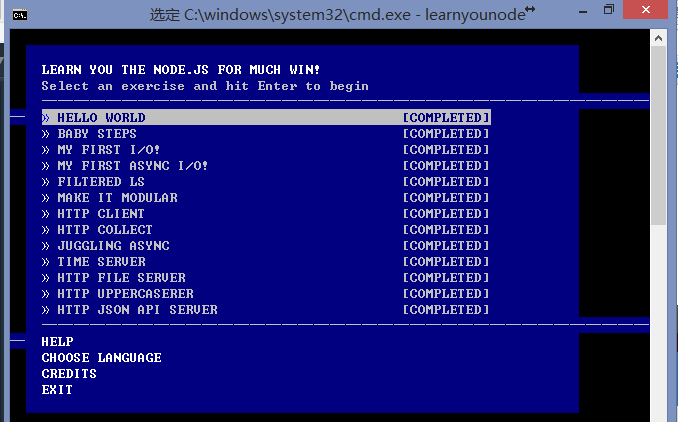 选定 C:\windows\system32\cmd.exe - learnyounode
LEARN YOU THE NODE.JS FOR MUCH WIN!
Select an exercise and hit Enter to begin
» HELLO WORLD [COMPLETED]
» BABY STEPS [COMPLETED]
» MY FIRST I/O! [COMPLETED]
» MY FIRST ASYNC I/O! [COMPLETED]
» FILTERED LS [COMPLETED]
» MAKE IT MODULAR [COMPLETED]
» HTTP CLIENT [COMPLETED]
» HTTP COLLECT [COMPLETED]
» JUGGLING ASYNC [COMPLETED]
» TIME SERVER [COMPLETED]
» HTTP FILE SERVER [COMPLETED]
» HTTP UPPERCASERER [COMPLETED]
» HTTP JSON API SERVER [COMPLETED]
HELP
CHOOSE LANGUAGE
CREDITS
EXIT